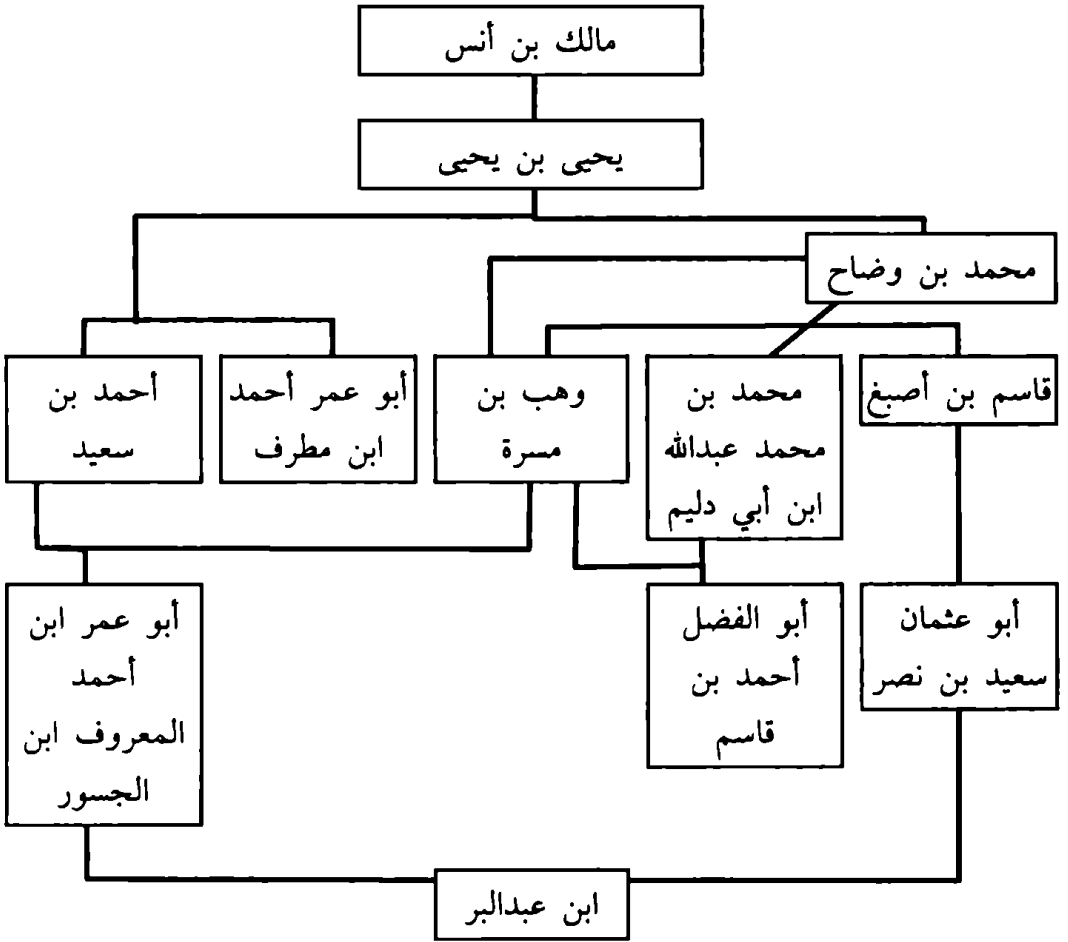 مالك بن أنس
يحيى بن يحيى
محمد بن وضاح
قاسم بن أصبغ
محمد بن
محمد عبدالله
ابن أبي دليم
وهب بن
مسرة
أبو عمر أحمد
ابن مطرف
أحمد بن
سعيد
أبو عثمان
سعيد بن نصر
أبو الفضل
أحمد بن
قاسم
أبو عمر ابن
أحمد
المعروف ابن
الجسور
ابن عبدالبر